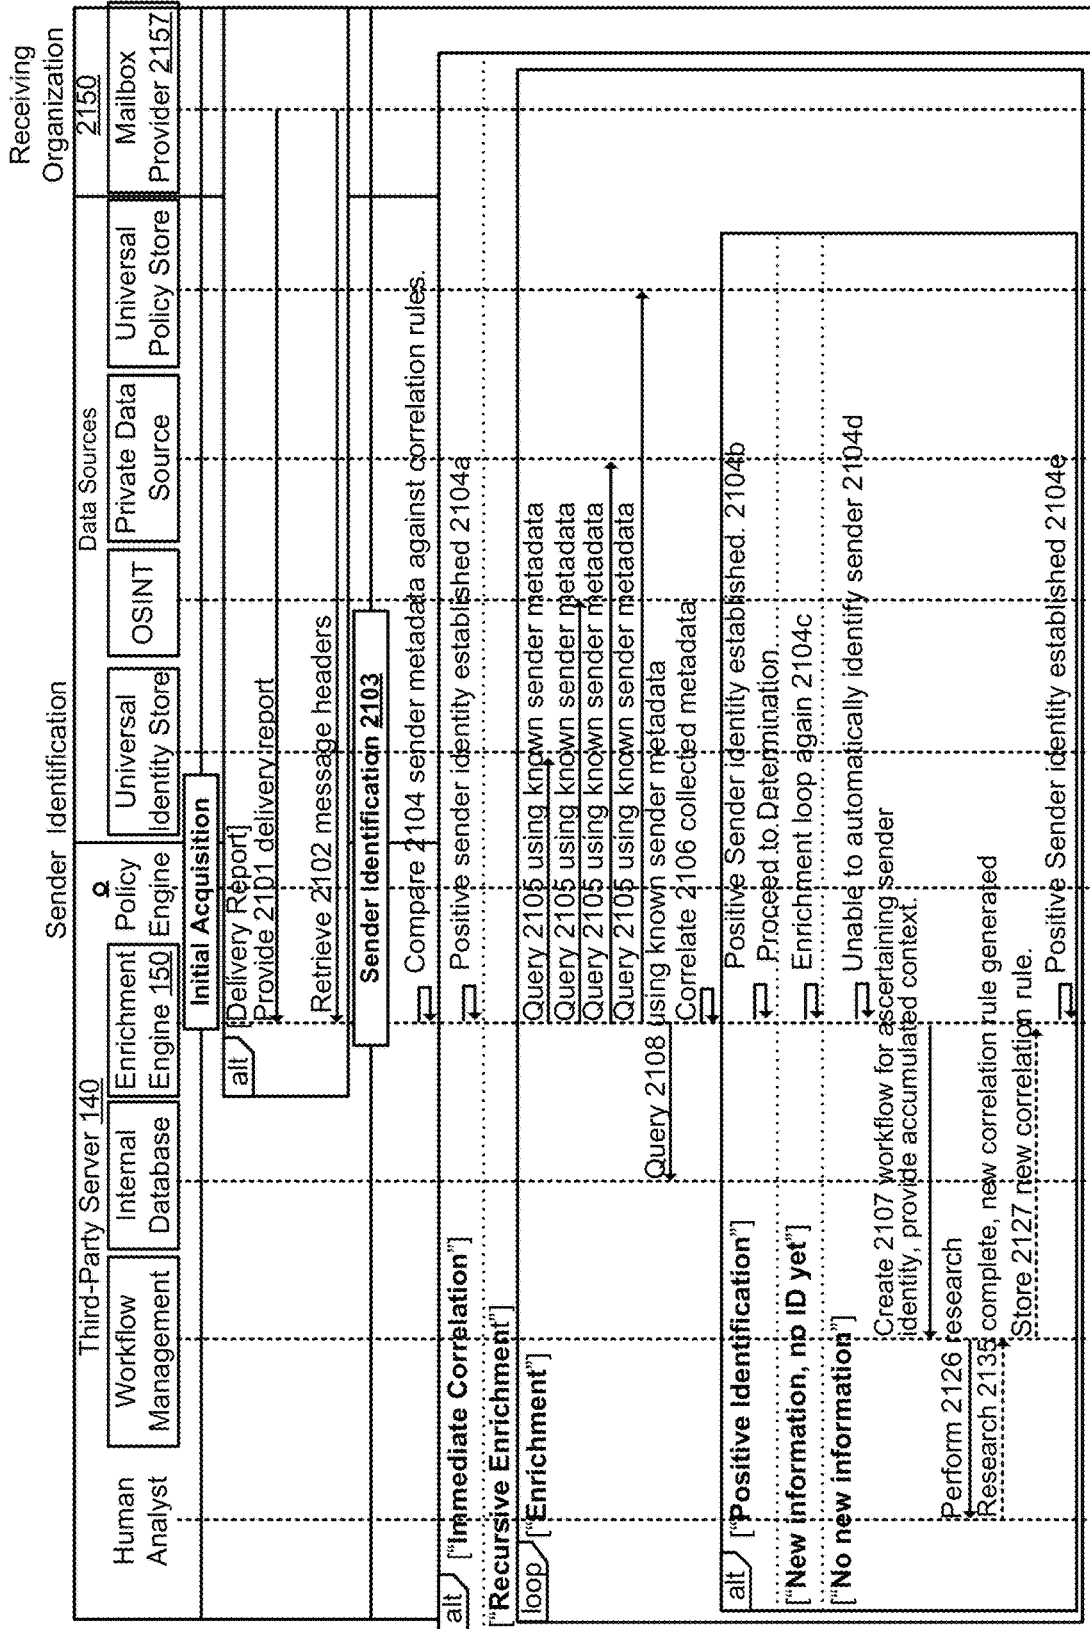 Sender Identification
Receiving
Organization
2150
Third-Party Server 140
Data Sources
Human
Analyst
Workflow
Management
Internal
Database
Enrichment
Engine 150
Policy
Engine
Universal
Identity Store
OSINT
Private Data
Source
Universal
Policy Store
Mailbox
Provider 2157
Initial Acquisition
alt
[Delivery Report]
Provide 2101 delivery report
Retrieve 2102 message headers
Sender Identification 2103
Compare 2104 sender metadata against correlation rules.
alt
["Immediate Correlation"]
Positive sender identity established 2104a
["Recursive Enrichment"]
loop
["Enrichment"]
Query 2105 using known sender metadata
Query 2105 using known sender metadata
Query 2105 using known sender metadata
Query 2105 using known sender metadata
Query 2108 using known sender metadata
Correlate 2106 collected metadata
alt
["Positive Identification"]
Positive Sender identity established. 2104b
Proceed to Determination
["New information, no ID yet"]
Enrichment loop again 2104c
["No new information"]
Unable to automatically identify sender 2104d
Create 2107 workflow for ascertaining sender
identity, provide accumulated context.
Perform 2126 research
Research 2135 complete, new correlation rule generated
Store 2127 new correlation rule.
Positive Sender identity established 2104e